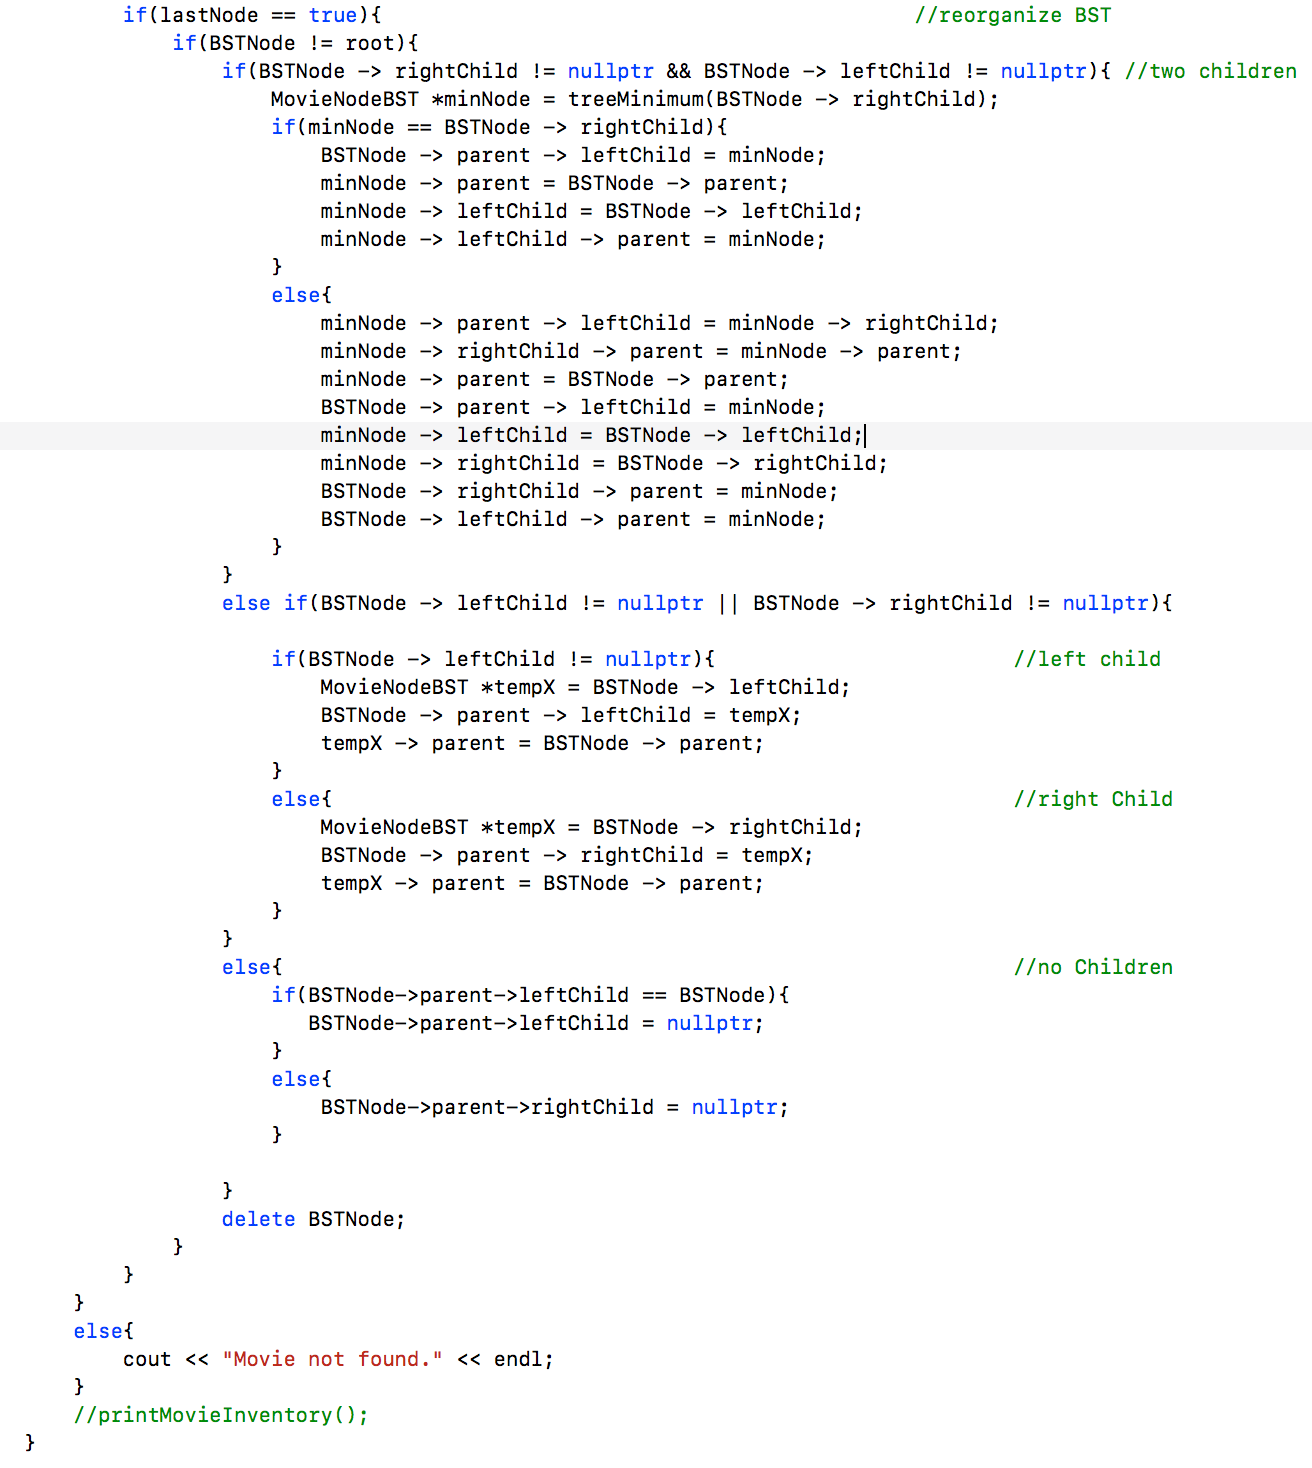 if(lastNode == true){ //reorganize BST
if(BSTNode != root){
if(BSTNode -> rightChild != nullptr && BSTNode -> leftChild != nullptr){ //two children
MovieNodeBST *minNode = treeMinimum(BSTNode -> rightChild);
if(minNode == BSTNode -> rightChild){
BSTNode -> parent -> leftChild = minNode;
minNode -> parent = BSTNode -> parent;
minNode -> leftChild = BSTNode -> leftChild;
minNode -> leftChild -> parent = minNode;
}
else{
minNode -> parent -> leftChild = minNode -> rightChild;
minNode -> rightChild -> parent = minNode -> parent;
minNode -> parent = BSTNode -> parent;
BSTNode -> parent -> leftChild = minNode;
minNode -> leftChild = BSTNode -> leftChild;
minNode -> rightChild = BSTNode -> rightChild;
BSTNode -> rightChild -> parent = minNode;
BSTNode -> leftChild -> parent = minNode;
}
}
else if(BSTNode -> leftChild != nullptr || BSTNode -> rightChild != nullptr){
if(BSTNode -> leftChild != nullptr){ //left child
MovieNodeBST *tempX = BSTNode -> leftChild;
BSTNode -> parent -> leftChild = tempX;
tempX -> parent = BSTNode -> parent;
}
else{ //right Child
MovieNodeBST *tempX = BSTNode -> rightChild;
BSTNode -> parent -> rightChild = tempX;
tempX -> parent = BSTNode -> parent;
}
}
else{ //no Children
if(BSTNode->parent->leftChild == BSTNode){
BSTNode->parent->leftChild = nullptr;
}
else{
BSTNode->parent->rightChild = nullptr;
}
}
delete BSTNode;
}
}
}
else{
cout << "Movie not found." << endl;
}
//printMovieInventory();
}